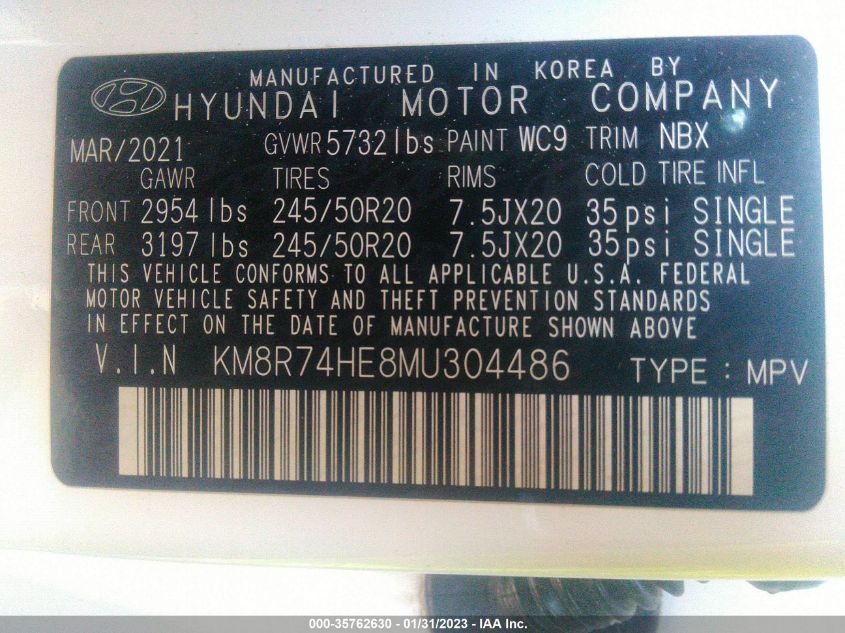 MANUFACTURED IN KOREA BY
HYUNDAI MOTOR COMPANY
MAR/2021 GVWR 5732 lbs PAINT WC9 TRIM NBX
GAWR TIRES RIMS COLD TIRE INFL
FRONT 2954 lbs 245/50R20 7.5JX20 35psi SINGLE
REAR 3197 lbs 245/50R20 7.5JX20 35psi SINGLE
THIS VEHICLE CONFORMS TO ALL APPLICABLE U.S.A. FEDERAL
MOTOR VEHICLE SAFETY AND THEFT PREVENTION STANDARDS
IN EFFECT ON THE DATE OF MANUFACTURE SHOWN ABOVE
V.I.N KM8R74HE8MU304486 TYPE : MPV
000-35762630 - 01/31/2023 - IAA Inc.